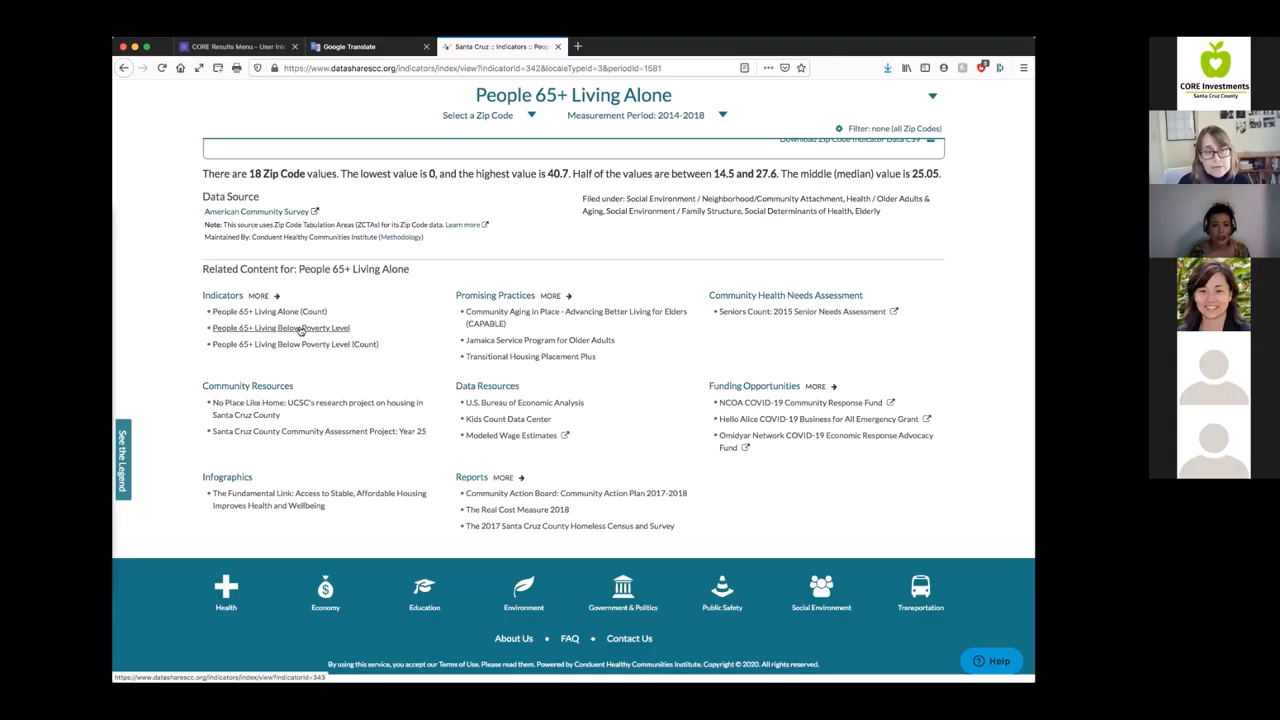 CORE Results Menu - User Int
Google Translate
Santa Cruz :: Indicators :: Peop
https://www.datasharescc.org/indicators/index/view?indicatorId=342&localeTypeId=3&periodId=1581
People 65+ Living Alone
Select a Zip Code
Measurement Period: 2014-2018
Filter: none (all Zip Codes)
Download Zip Code Indicator Data CSV
There are 18 Zip Code values. The lowest value is 0, and the highest value is 40.7. Half of the values are between 14.5 and 27.6. The middle (median) value is 25.05.
Data Source
American Community Survey
Note: This source uses Zip Code Tabulation Areas (ZCTAs) for its Zip Code data. Learn more
Maintained By: Conduent Healthy Communities Institute (Methodology)
Filed under: Social Environment / Neighborhood/Community Attachment, Health / Older Adults &
Aging, Social Environment / Family Structure, Social Determinants of Health, Elderly
Related Content for: People 65+ Living Alone
Indicators MORE
• People 65+ Living Alone (Count)
• People 65+ Living Below Poverty Level
• People 65+ Living Below Poverty Level (Count)
Promising Practices MORE
• Community Aging in Place - Advancing Better Living for Elders
(CAPABLE)
• Jamaica Service Program for Older Adults
• Transitional Housing Placement Plus
Community Health Needs Assessment
• Seniors Count: 2015 Senior Needs Assessment
Community Resources
• No Place Like Home: UCSC's research project on housing in
Santa Cruz County
• Santa Cruz County Community Assessment Project: Year 25
Data Resources
• U.S. Bureau of Economic Analysis
• Kids Count Data Center
• Modeled Wage Estimates
Funding Opportunities MORE
• NCOA COVID-19 Community Response Fund
• Hello Alice COVID-19 Business for All Emergency Grant
• Omidyar Network COVID-19 Economic Response Advocacy
Fund
Infographics
• The Fundamental Link: Access to Stable, Affordable Housing
Improves Health and Wellbeing
Reports MORE
• Community Action Board: Community Action Plan 2017-2018
• The Real Cost Measure 2018
• The 2017 Santa Cruz County Homeless Census and Survey
See the Legend
Health
Economy
Education
Environment
Government & Politics
Public Safety
Social Environment
Transportation
About Us • FAQ • Contact Us
By using this service, you accept our Terms of Use. Please read them. Powered by Conduent Healthy Communities Institute. Copyright © 2020. All rights reserved.
Help
https://www.datasharescc.org/indicators/index/view?indicatorId=343
CORE Investments
Santa Cruz County